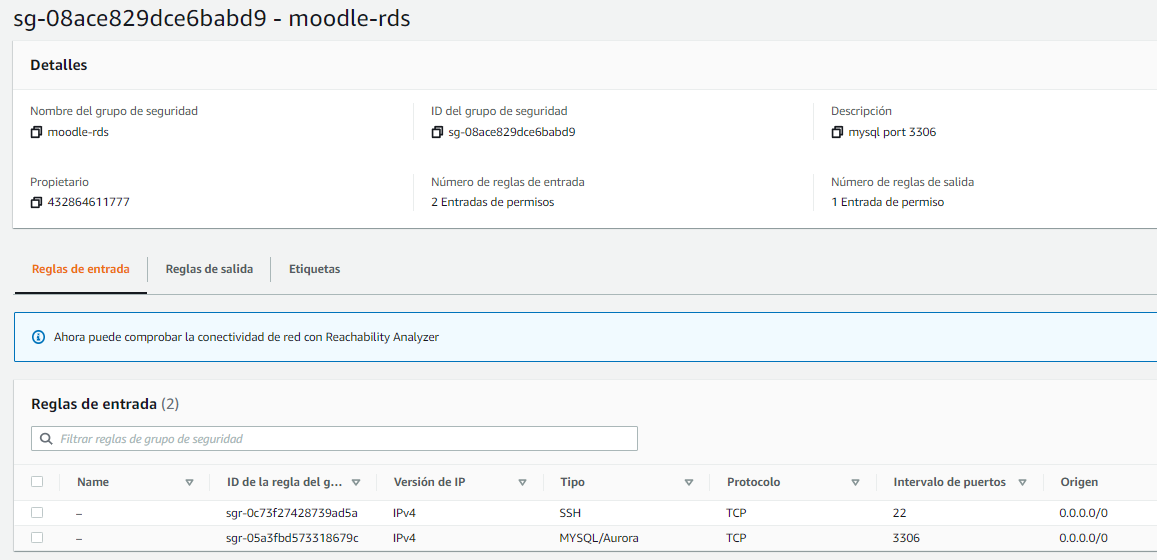 sg-08ace829dce6babd9 - moodle-rds
Detalles
Nombre del grupo de seguridad
moodle-rds
ID del grupo de seguridad
sg-08ace829dce6babd9
Descripción
mysql port 3306
Propietario
432864611777
Número de reglas de entrada
2 Entradas de permisos
Número de reglas de salida
1 Entrada de permiso
Reglas de entrada Reglas de salida Etiquetas
Ahora puede comprobar la conectividad de red con Reachability Analyzer
Reglas de entrada (2)
Filtrar reglas de grupo de seguridad
Name ID de la regla del g... Versión de IP Tipo Protocolo Intervalo de puertos Origen
– sgr-0c73f27428739ad5a IPv4 SSH TCP 22 0.0.0.0/0
– sgr-05a3fbd573318679c IPv4 MYSQL/Aurora TCP 3306 0.0.0.0/0